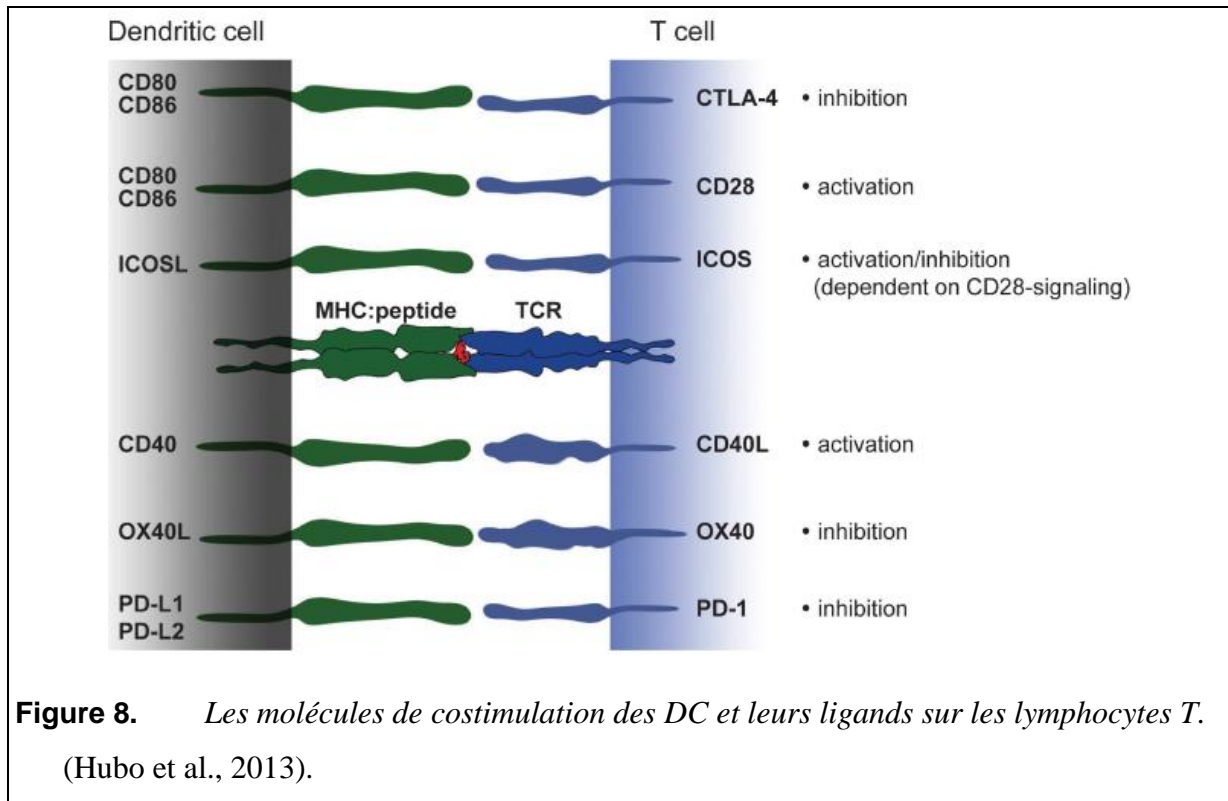 Dendritic cell T cell
CD80
CD86
CTLA-4 • inhibition
CD80
CD86
CD28 • activation
ICOSL ICOS • activation/inhibition
(dependent on CD28-signaling)
MHC:peptide TCR
CD40 CD40L • activation
OX40L OX40 • inhibition
PD-L1
PD-L2
PD-1 • inhibition
Figure 8. Les molécules de costimulation des DC et leurs ligands sur les lymphocytes T.
(Hubo et al., 2013).